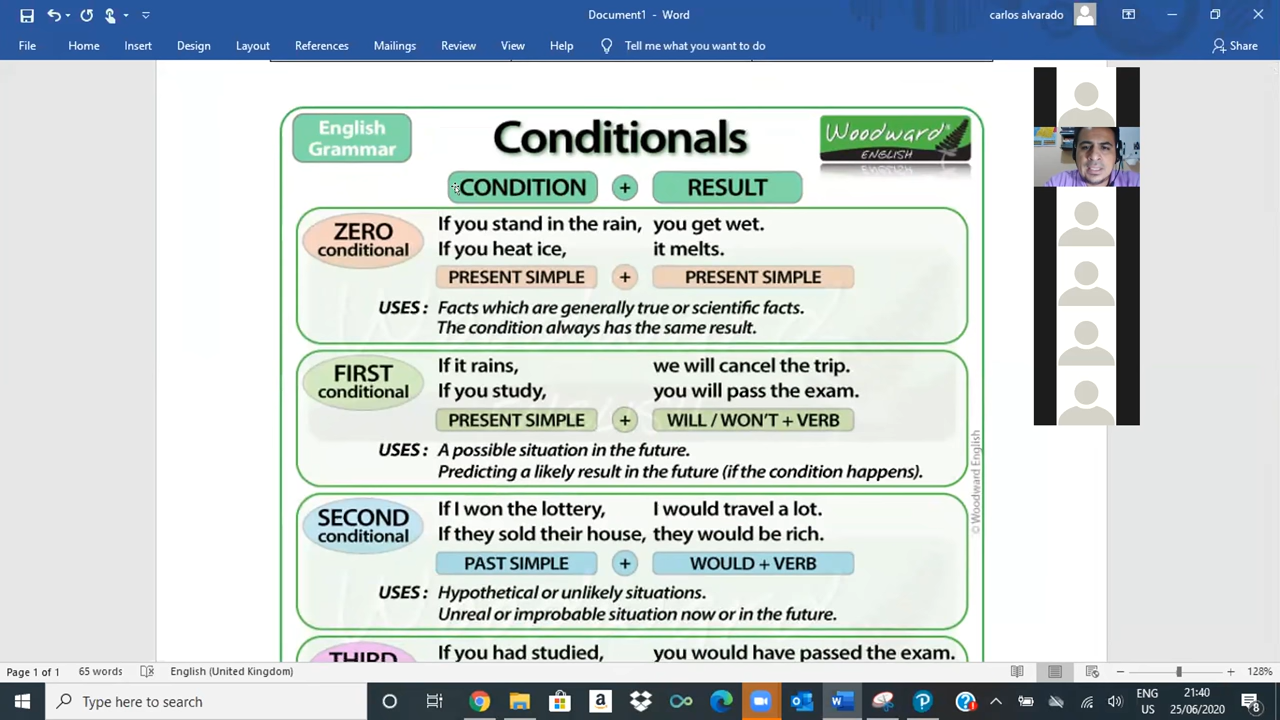 Document1 - Word
carlos alvarado
File Home Insert Design Layout References Mailings Review View Help Tell me what you want to do Share
English
Grammar
Conditionals
Woodward®
ENGLISH
CONDITION + RESULT
ZERO
conditional
If you stand in the rain, you get wet.
If you heat ice, it melts.
PRESENT SIMPLE + PRESENT SIMPLE
USES: Facts which are generally true or scientific facts.
The condition always has the same result.
FIRST
conditional
If it rains, we will cancel the trip.
If you study, you will pass the exam.
PRESENT SIMPLE + WILL / WON'T + VERB
USES: A possible situation in the future.
Predicting a likely result in the future (if the condition happens).
© Woodward English
SECOND
conditional
If I won the lottery, I would travel a lot.
If they sold their house, they would be rich.
PAST SIMPLE + WOULD + VERB
USES: Hypothetical or unlikely situations.
Unreal or improbable situation now or in the future.
THIRD
If you had studied, you would have passed the exam.
Page 1 of 1 65 words English (United Kingdom) 128%
Type here to search
ENG
UK
21:40
25/06/2020
8